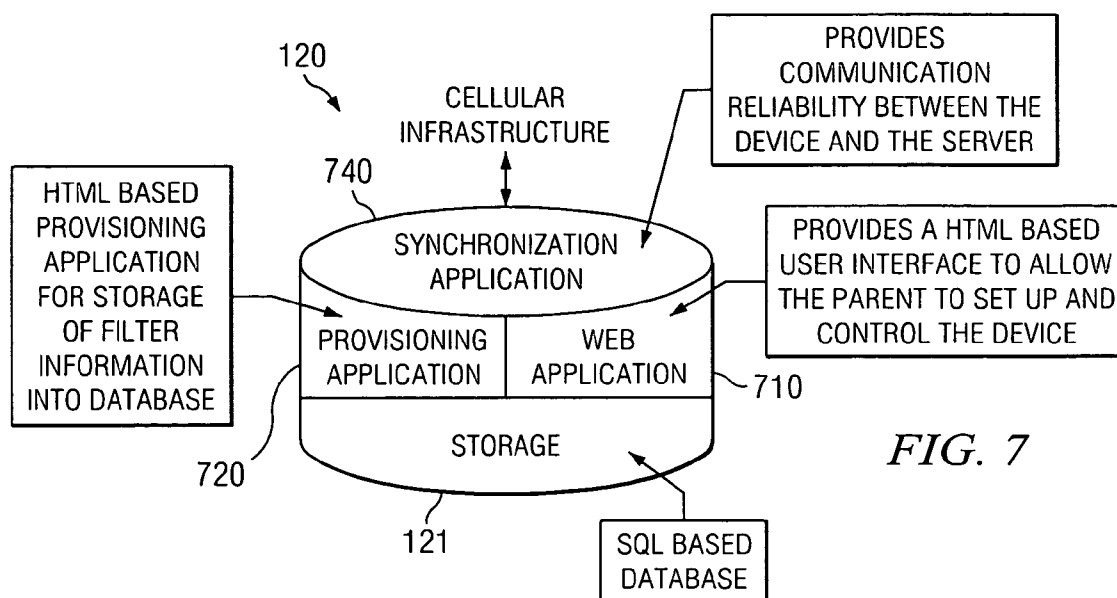 120
CELLULAR
INFRASTRUCTURE
PROVIDES
COMMUNICATION
RELIABILITY BETWEEN THE
DEVICE AND THE SERVER
HTML BASED
PROVISIONING
APPLICATION
FOR STORAGE
OF FILTER
INFORMATION
INTO DATABASE
740
SYNCHRONIZATION
APPLICATION
PROVIDES A HTML BASED
USER INTERFACE TO ALLOW
THE PARENT TO SET UP AND
CONTROL THE DEVICE
PROVISIONING
APPLICATION
WEB
APPLICATION
710
720
STORAGE
121
SQL BASED
DATABASE
FIG. 7